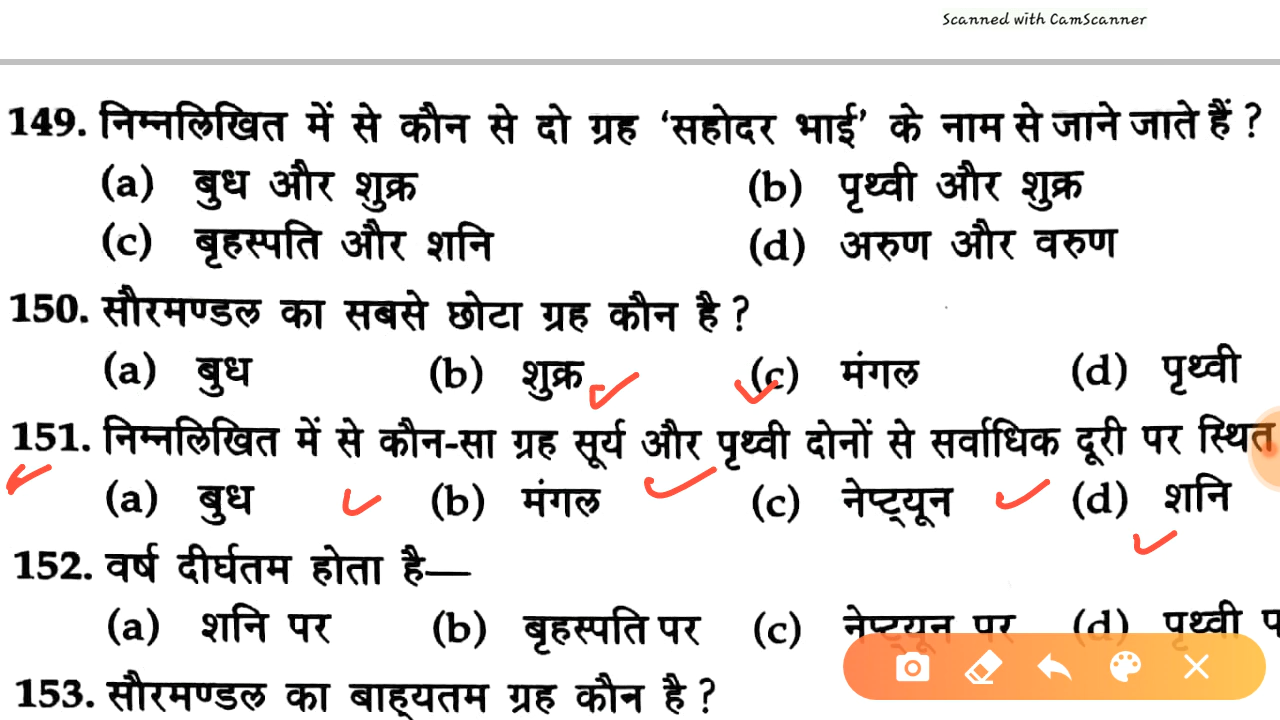 Scanned with CamScanner
149. निम्नलिखित में से कौन से दो ग्रह ‘सहोदर भाई’ के नाम से जाने जाते हैं ?
(a) बुध और शुक्र (b) पृथ्वी और शुक्र
(c) बृहस्पति और शनि (d) अरुण और वरुण
150. सौरमण्डल का सबसे छोटा ग्रह कौन है ?
(a) बुध (b) शुक्र (c) मंगल (d) पृथ्वी
151. निम्नलिखित में से कौन-सा ग्रह सूर्य और पृथ्वी दोनों से सर्वाधिक दूरी पर स्थित
(a) बुध (b) मंगल (c) नेप्ट्यून (d) शनि
152. वर्ष दीर्घतम होता है—
(a) शनि पर (b) बृहस्पति पर (c) नेप्ट्यून पर (d) पृथ्वी
153. सौरमण्डल का बाह्यतम ग्रह कौन है ?